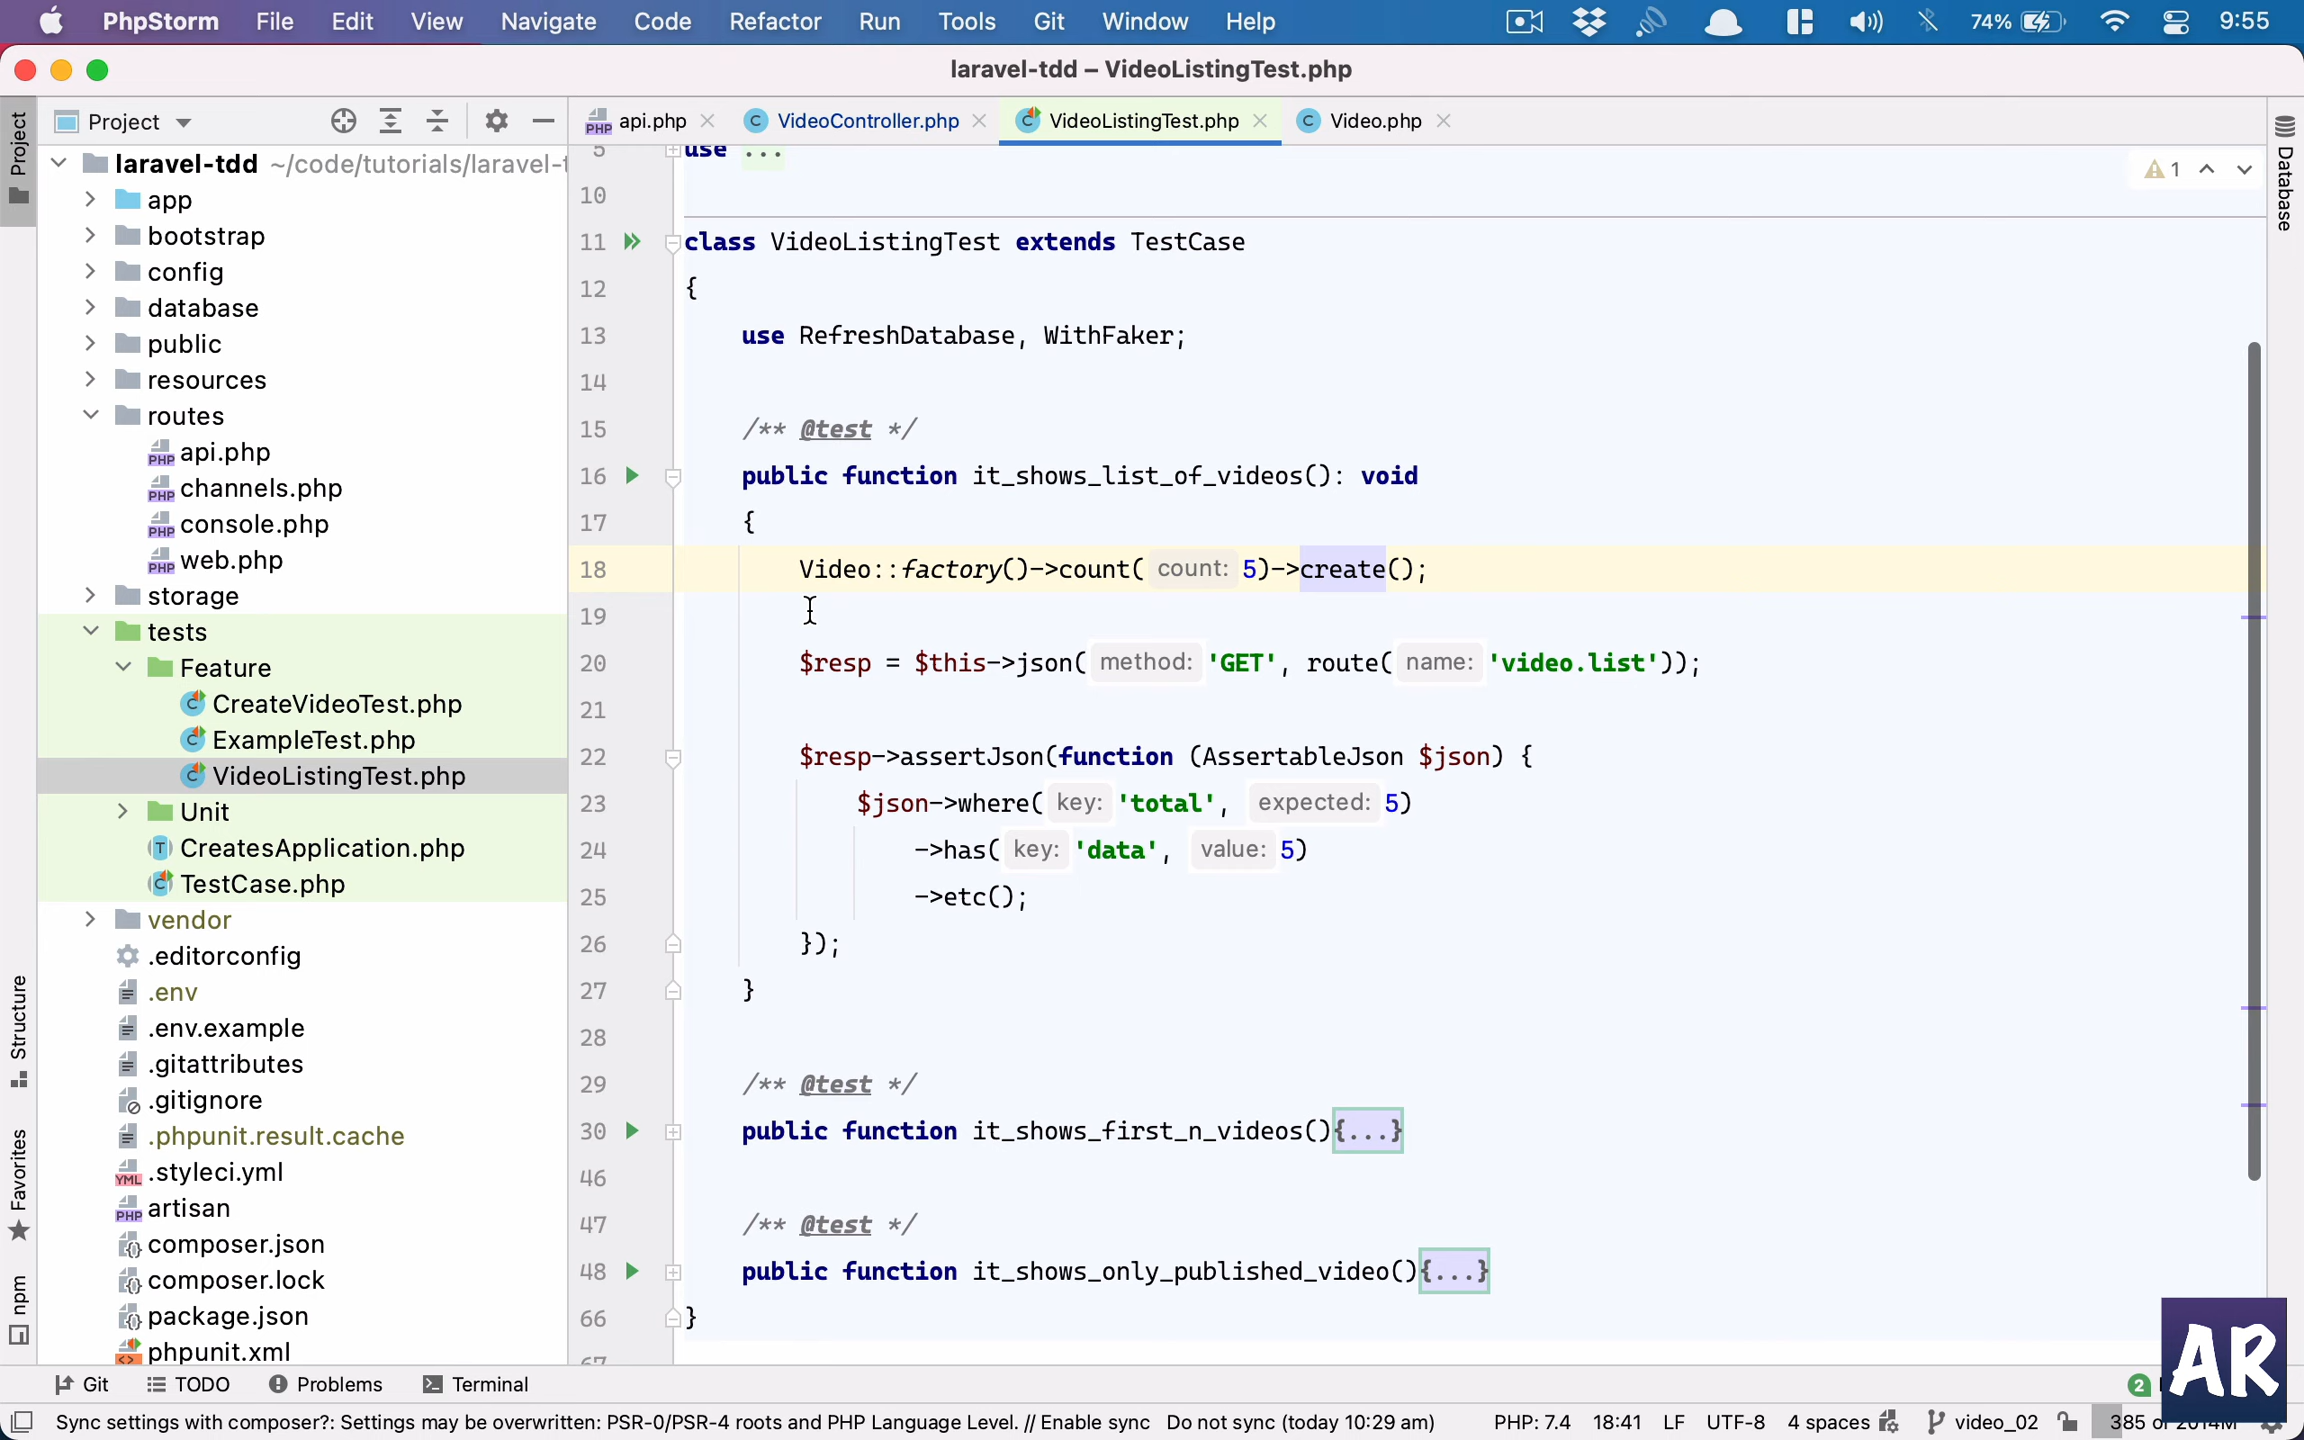 PhpStorm File Edit View Navigate Code Refactor Run Tools Git Window Help 74% 9:55
laravel-tdd – VideoListingTest.php
Project
Project
api.php
VideoController.php
VideoListingTest.php
Video.php
Database
laravel-tdd ~/code/tutorials/laravel-t
app
bootstrap
config
database
public
resources
routes
api.php
channels.php
console.php
web.php
storage
tests
Feature
CreateVideoTest.php
ExampleTest.php
VideoListingTest.php
Unit
CreatesApplication.php
TestCase.php
vendor
.editorconfig
.env
.env.example
.gitattributes
.gitignore
.phpunit.result.cache
.styleci.yml
artisan
composer.json
composer.lock
package.json
phpunit.xml
Structure
Favorites
npm
5 use ...
1
10
11 class VideoListingTest extends TestCase
12 {
13 use RefreshDatabase, WithFaker;
14
15 /** @test */
16 public function it_shows_list_of_videos(): void
17 {
18 Video::factory()->count( count: 5)->create();
19
20 $resp = $this->json( method: 'GET', route( name: 'video.list'));
21
22 $resp->assertJson(function (AssertableJson $json) {
23 $json->where( key: 'total', expected: 5)
24 ->has( key: 'data', value: 5)
25 ->etc();
26 });
27 }
28
29 /** @test */
30 public function it_shows_first_n_videos(){...}
46
47 /** @test */
48 public function it_shows_only_published_video(){...}
66 }
67
AR
Git TODO Problems Terminal 2
Sync settings with composer?: Settings may be overwritten: PSR-0/PSR-4 roots and PHP Language Level. // Enable sync Do not sync (today 10:29 am) PHP: 7.4 18:41 LF UTF-8 4 spaces video_02 385 of 2014M